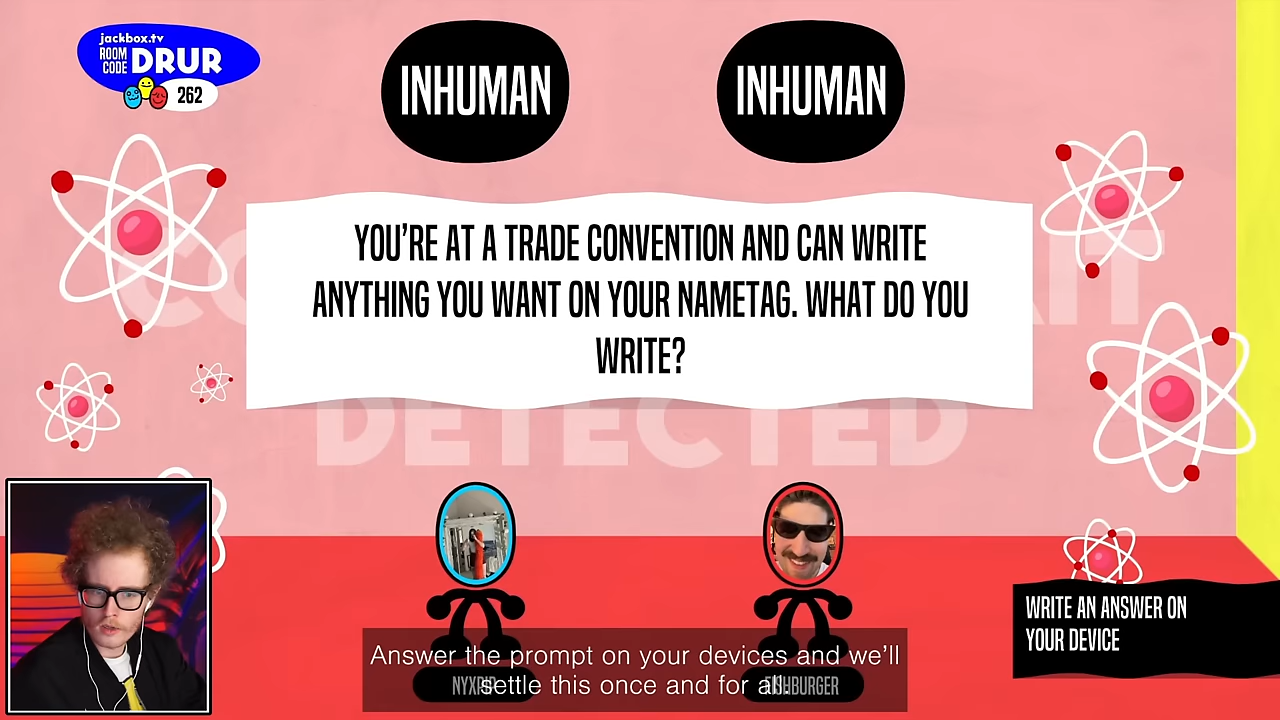 jackbox.tv
ROOM
CODE
DRUR
262
INHUMAN
INHUMAN
YOU'RE AT A TRADE CONVENTION AND CAN WRITE
ANYTHING YOU WANT ON YOUR NAMETAG. WHAT DO YOU
WRITE?
DETECTED
WRITE AN ANSWER ON
YOUR DEVICE
Answer the prompt on your devices and we'll
settle this once and for all.